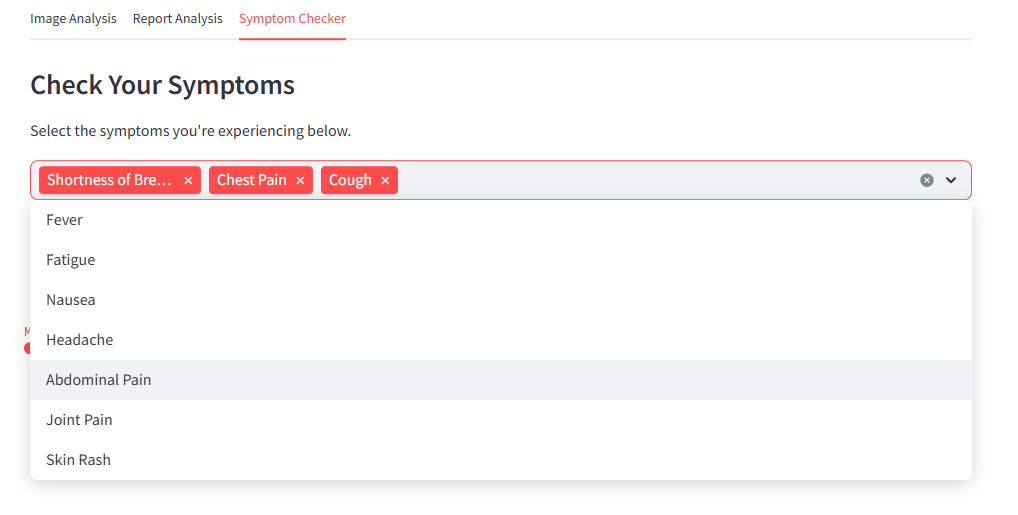 Image Analysis Report Analysis Symptom Checker
Check Your Symptoms
Select the symptoms you're experiencing below.
Shortness of Bre... × Chest Pain × Cough ×
Fever
Fatigue
Nausea
Headache
Abdominal Pain
Joint Pain
Skin Rash